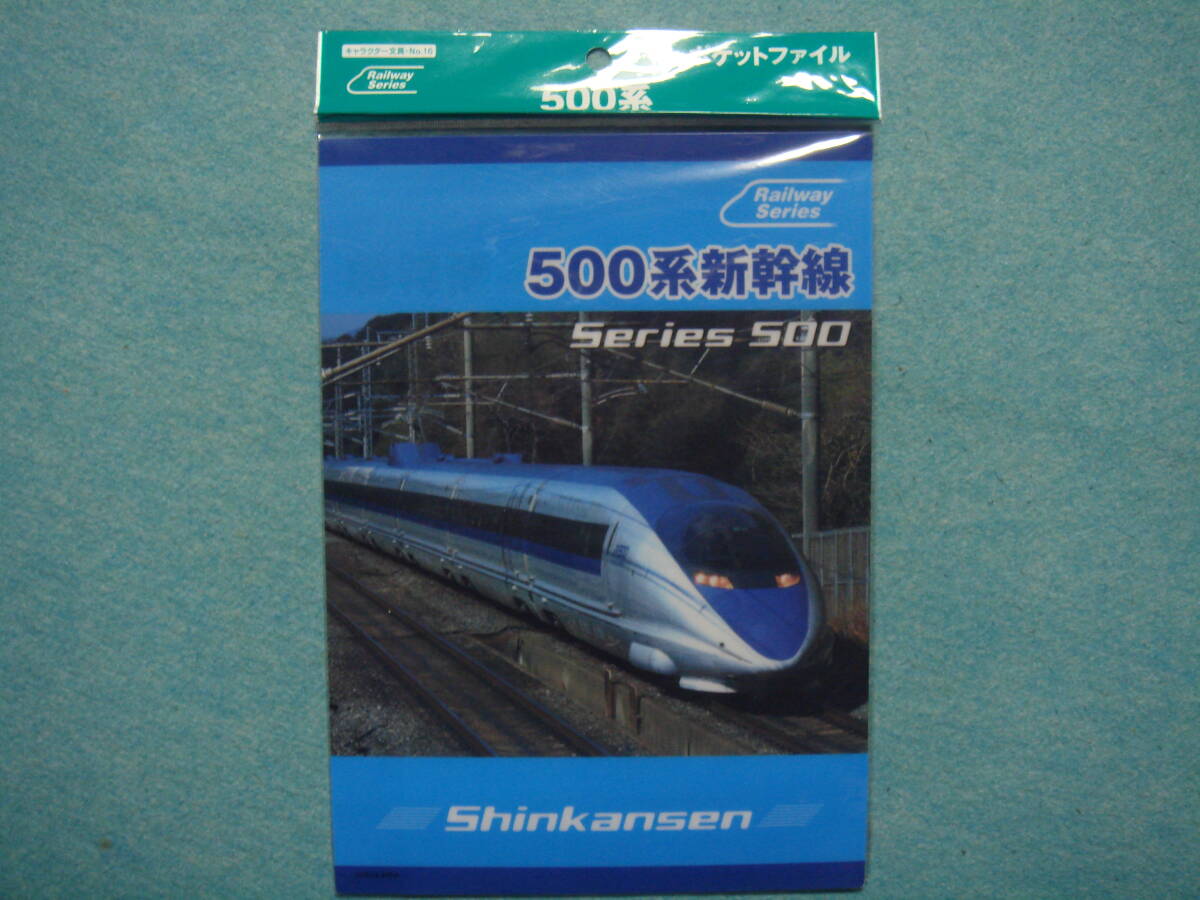 キャラクター文具・No.16
Railway
Series
ケットファイル
500系
Railway
Series
500系新幹線
Series 500
Shinkansen